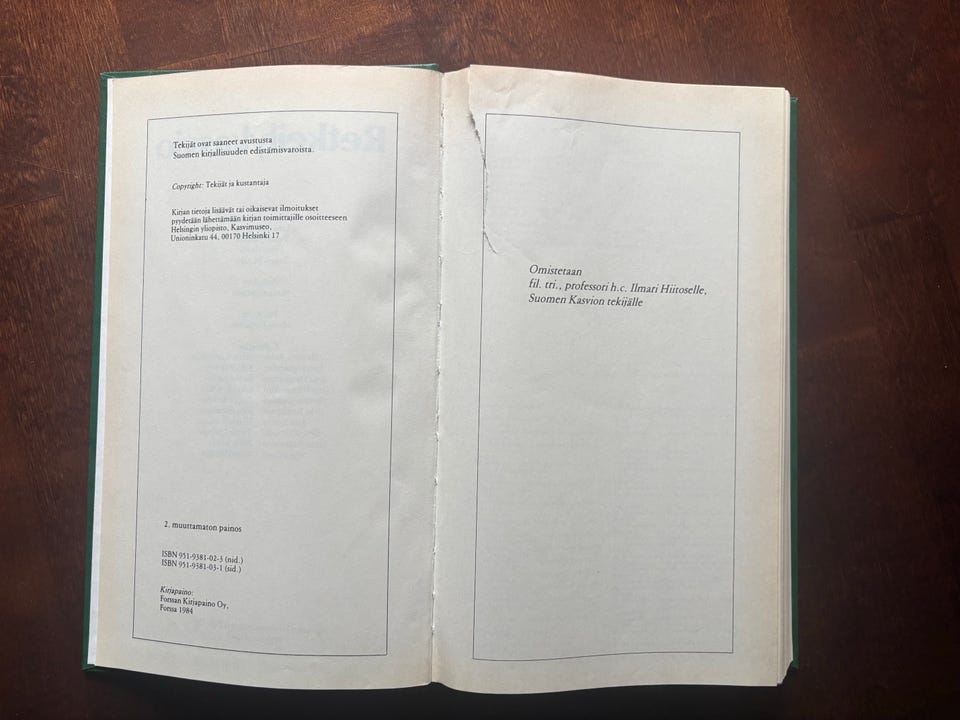 Tekijät ovat saaneet avustusta
Suomen kirjallisuuden edistämisvaroista.
Copyright: Tekijät ja kustantaja
Kirjan tietoja lisäävät tai oikaisevat ilmoitukset
pyydetään lähettämään kirjan toimittajille osoitteeseen
Helsingin yliopisto, Kasvimuseo,
Unioninkatu 44, 00170 Helsinki 17
2. muuttamaton painos
ISBN 951-9381-02-3 (nid.)
ISBN 951-9381-03-1 (sid.)
Kirjapaino:
Forssan Kirjapaino Oy,
Forssa 1984
Omistetaan
fil. tri., professori h.c. Ilmari Hiitoselle,
Suomen Kasvion tekijälle